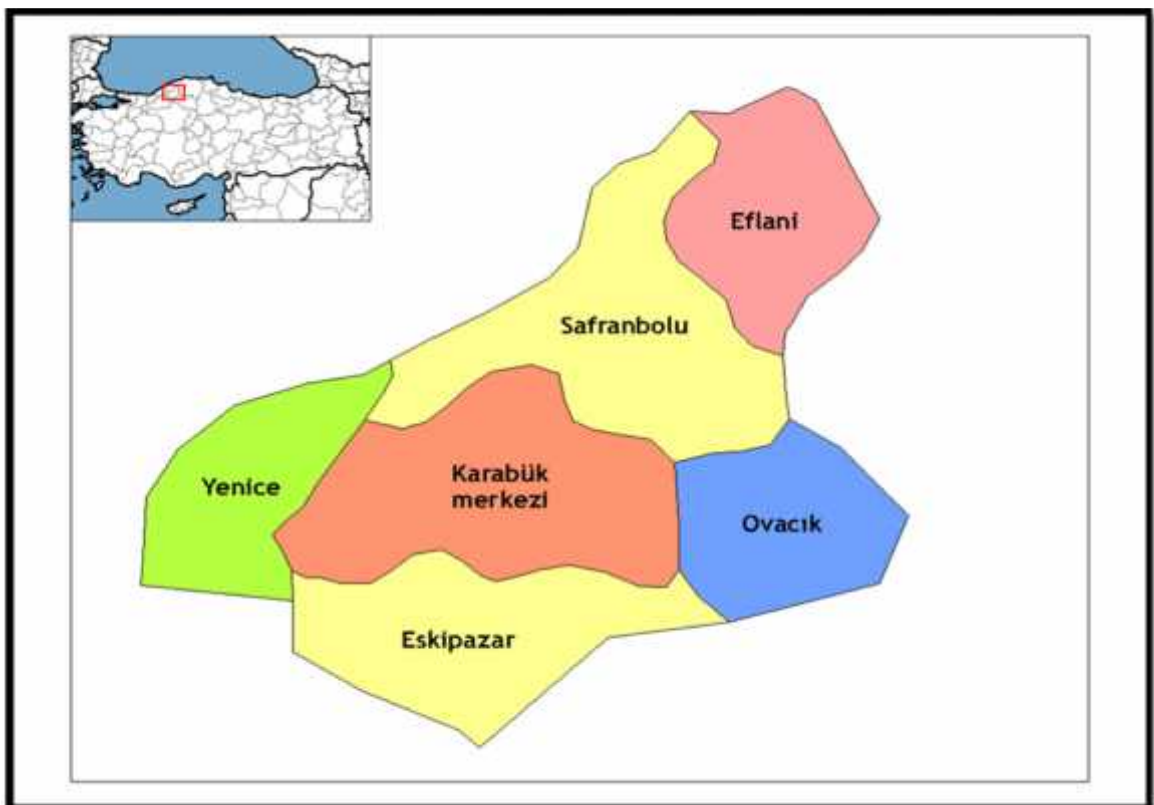 Eflani
Safranbolu
Karabük
merkezi
Yenice
Ovacık
Eskipazar